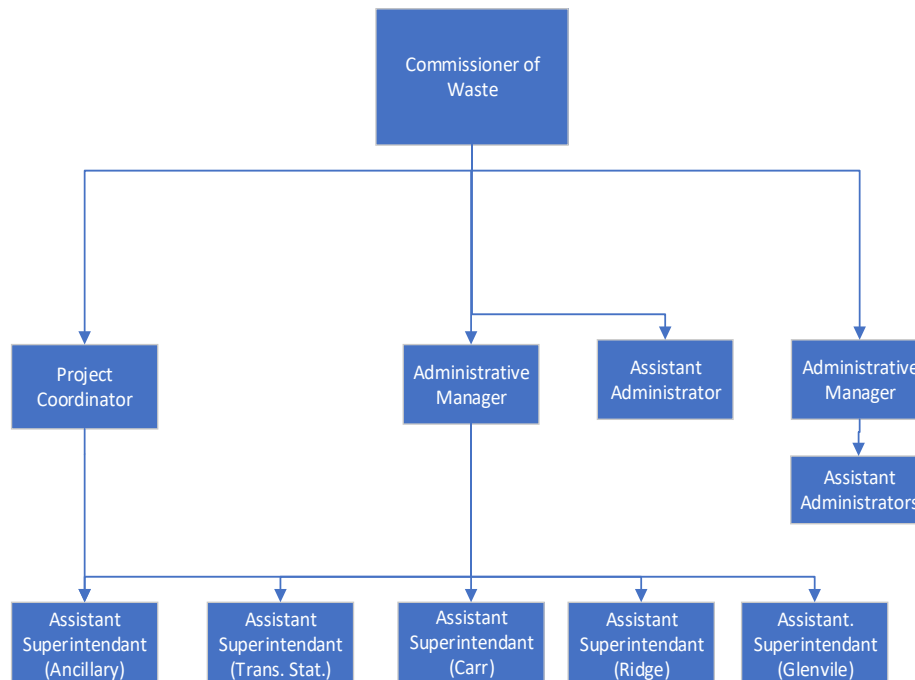 Commissioner of
Waste
Project
Coordinator
Administrative
Manager
Assistant
Administrator
Administrative
Manager
Assistant
Administrators
Assistant
Superintendant
(Ancillary)
Assistant
Superintendant
(Trans. Stat.)
Assistant
Superintendant
(Carr)
Assistant
Superintendant
(Ridge)
Assistant.
Superintendant
(Glenvile)